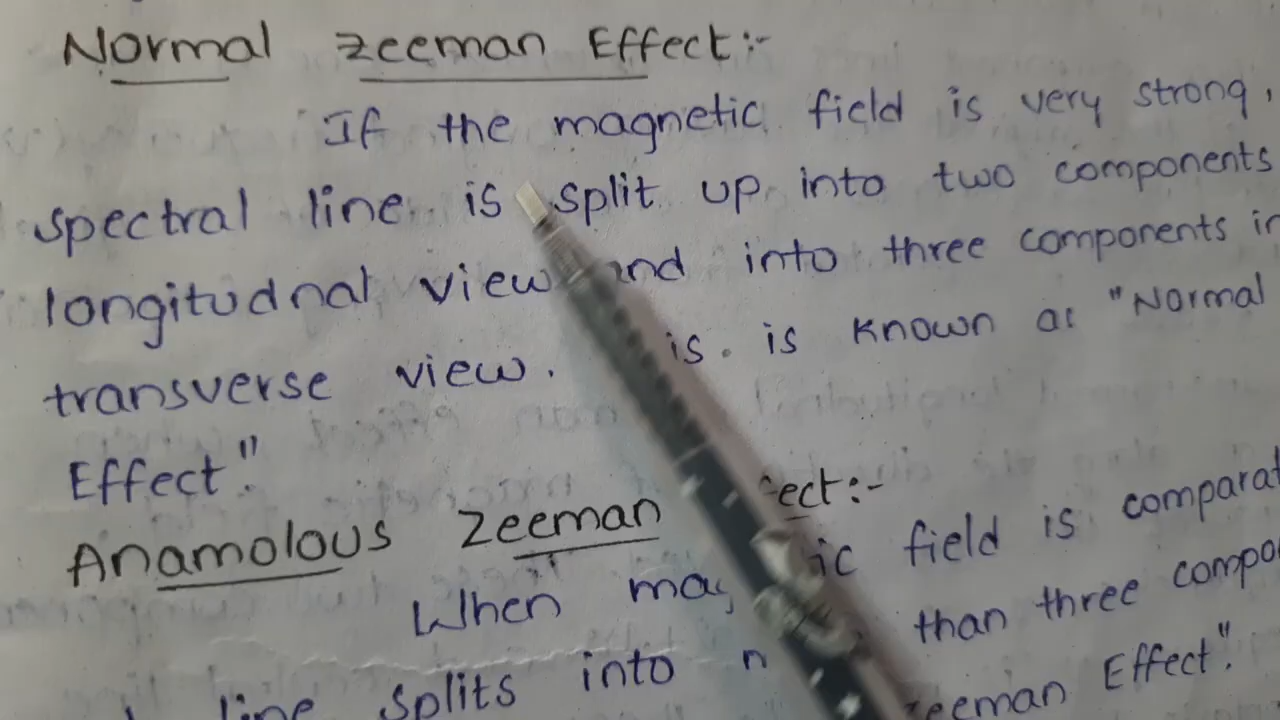 Normal Zeeman Effect:-
If the magnetic field is very strong,
spectral line is split up into two components
longitudnal view and into three components in
transverse view. is is known as "Normal
Effect".
Anamolous Zeeman :-
When field is
than three
line splits into Zeeman Effect".